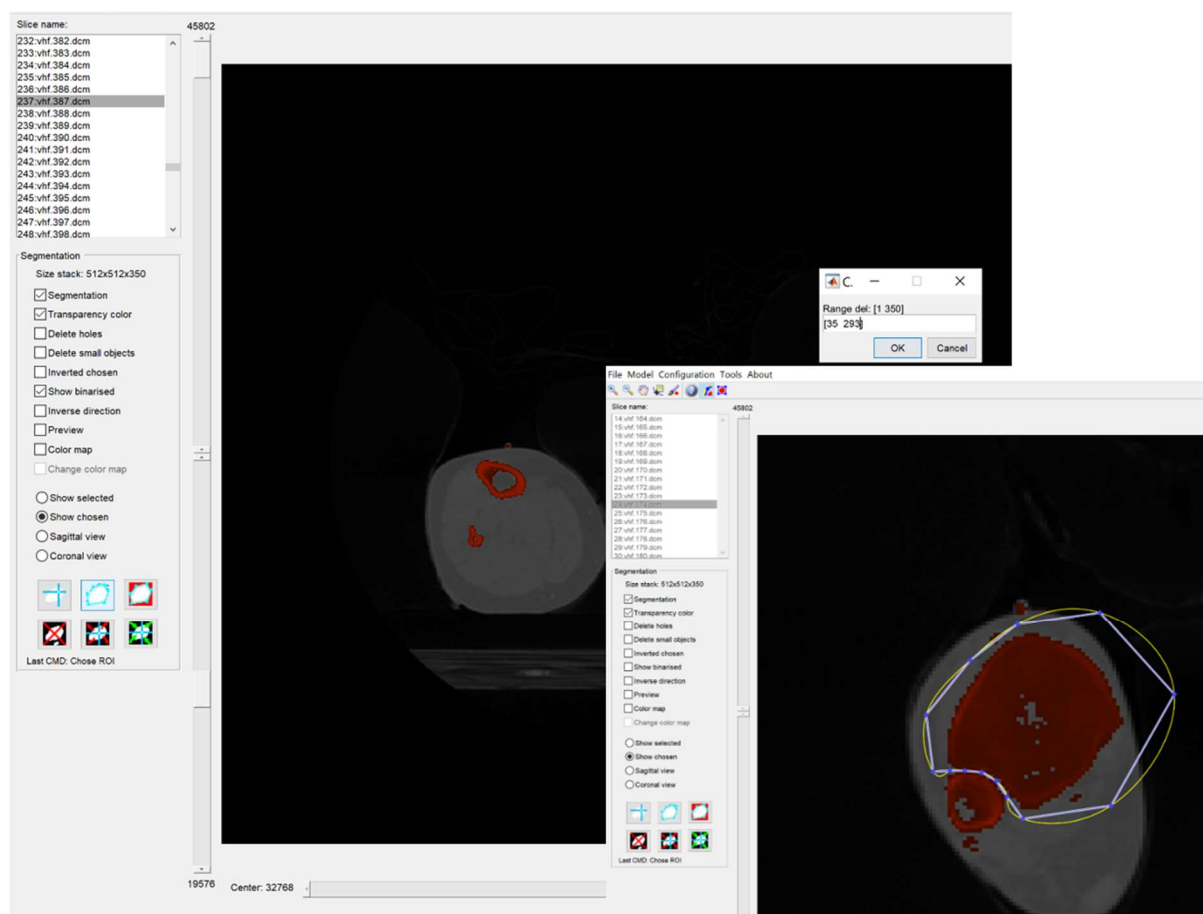 Slice name:
45802
232:vhf.382.dcm
233:vhf.383.dcm
234:vhf.384.dcm
235:vhf.385.dcm
236:vhf.386.dcm
237:vhf.387.dcm
238:vhf.388.dcm
239:vhf.389.dcm
240:vhf.390.dcm
241:vhf.391.dcm
242:vhf.392.dcm
243:vhf.393.dcm
244:vhf.394.dcm
245:vhf.395.dcm
246:vhf.396.dcm
247:vhf.397.dcm
248:vhf.398.dcm
Segmentation
Size stack: 512x512x350
Segmentation
Transparency color
Delete holes
Delete small objects
Inverted chosen
Show binarised
Inverse direction
Preview
Color map
Change color map
Show selected
Show chosen
Sagittal view
Coronal view
Last CMD: Chose ROI
19576
Center: 32768
C.
Range del: [1 350]
[35 293]
OK Cancel
File Model Configuration Tools About
Slice name:
45802
14:vhf.164.dcm
15:vhf.165.dcm
16:vhf.166.dcm
17:vhf.167.dcm
18:vhf.168.dcm
19:vhf.169.dcm
20:vhf.170.dcm
21:vhf.171.dcm
22:vhf.172.dcm
23:vhf.173.dcm
24:vhf.174.dcm
25:vhf.175.dcm
26:vhf.176.dcm
27:vhf.177.dcm
28:vhf.178.dcm
29:vhf.179.dcm
30:vhf.180.dcm
Segmentation
Size stack: 512x512x350
Segmentation
Transparency color
Delete holes
Delete small objects
Inverted chosen
Show binarised
Inverse direction
Preview
Color map
Change color map
Show selected
Show chosen
Sagittal view
Coronal view
Last CMD: Chose ROI